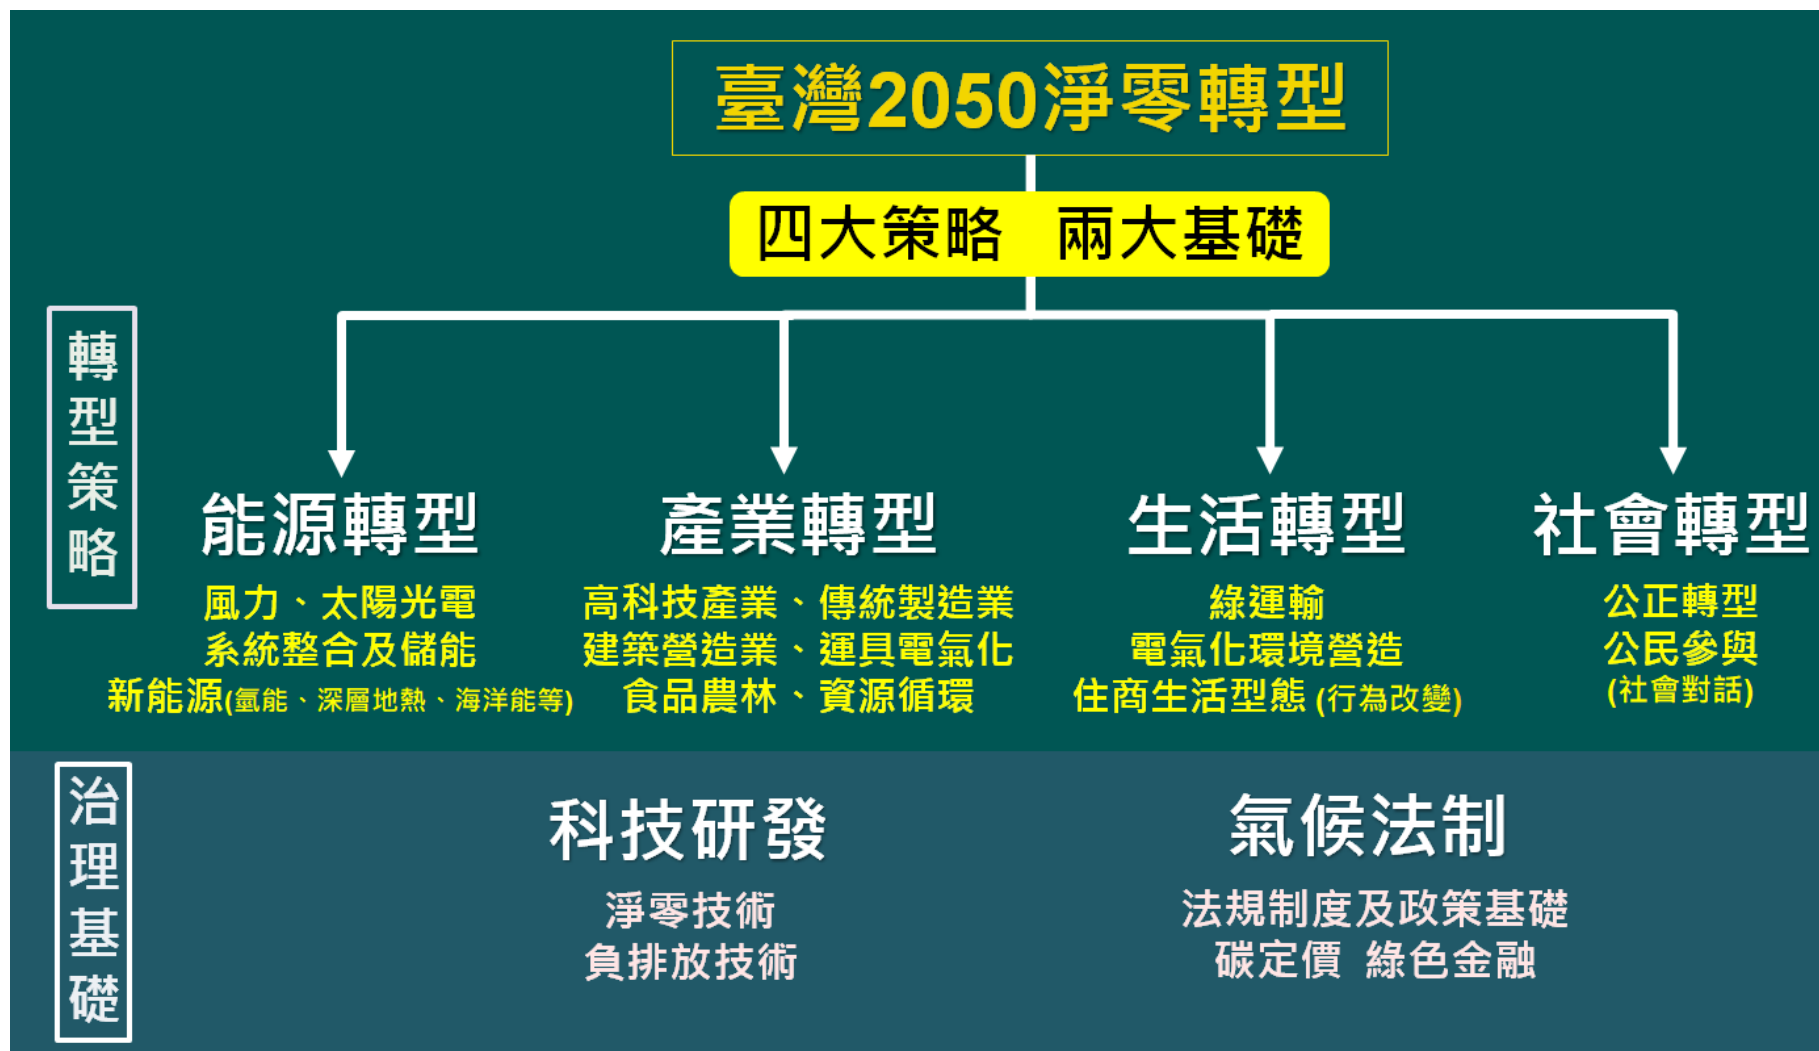 臺灣2050淨零轉型
四大策略 兩大基礎
轉型策略
能源轉型
風力、太陽光電
系統整合及儲能
新能源(氫能、深層地熱、海洋能等)
產業轉型
高科技產業、傳統製造業
建築營造業、運具電氣化
食品農林、資源循環
生活轉型
綠運輸
電氣化環境營造
住商生活型態 (行為改變)
社會轉型
公正轉型
公民參與
(社會對話)
治理基礎
科技研發
淨零技術
負排放技術
氣候法制
法規制度及政策基礎
碳定價 綠色金融